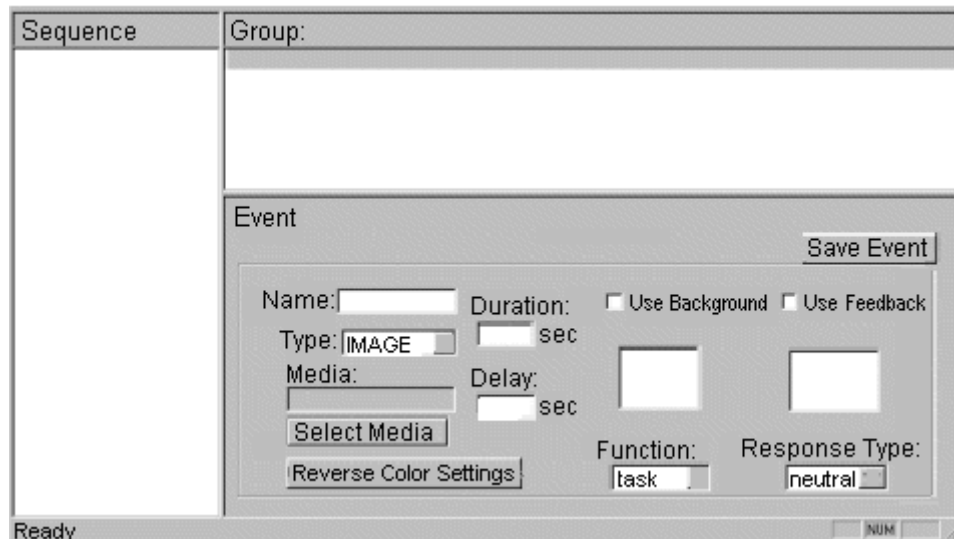 Sequence
Group:
Event
Save Event
Name:
Duration:
Use Background
Use Feedback
sec
Type: IMAGE
Media:
Delay:
sec
Select Media
Function:
Response Type:
Reverse Color Settings
task
neutral
Ready
NUM